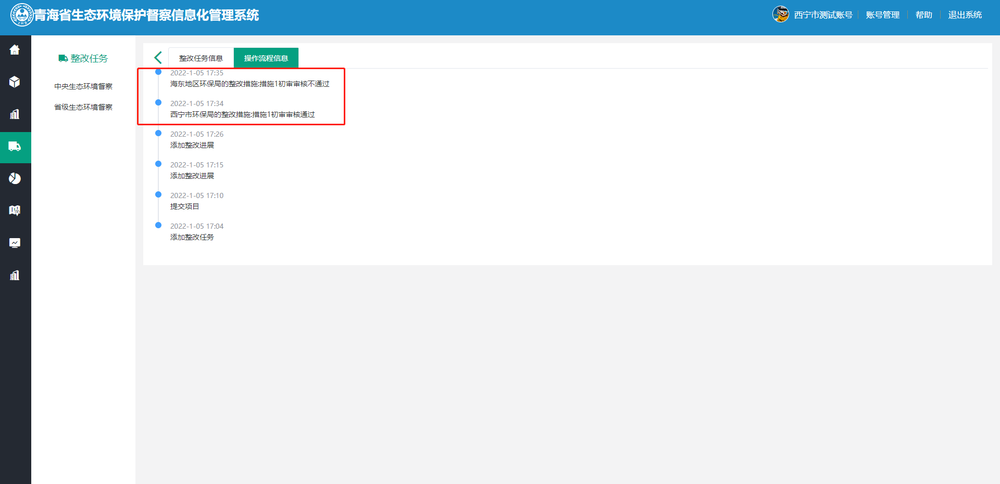 青海省生态环境保护督察信息化管理系统
西宁市测试账号 账号管理 帮助 退出系统
ZHB
整改任务
中央生态环境督察
省级生态环境督察
整改任务信息 操作流程信息
2022-1-05 17:35
海东地区环保局的整改措施:措施1初审审核不通过
2022-1-05 17:34
西宁市环保局的整改措施:措施1初审审核通过
2022-1-05 17:26
添加整改进展
2022-1-05 17:15
添加整改进展
2022-1-05 17:10
提交项目
2022-1-05 17:04
添加整改任务